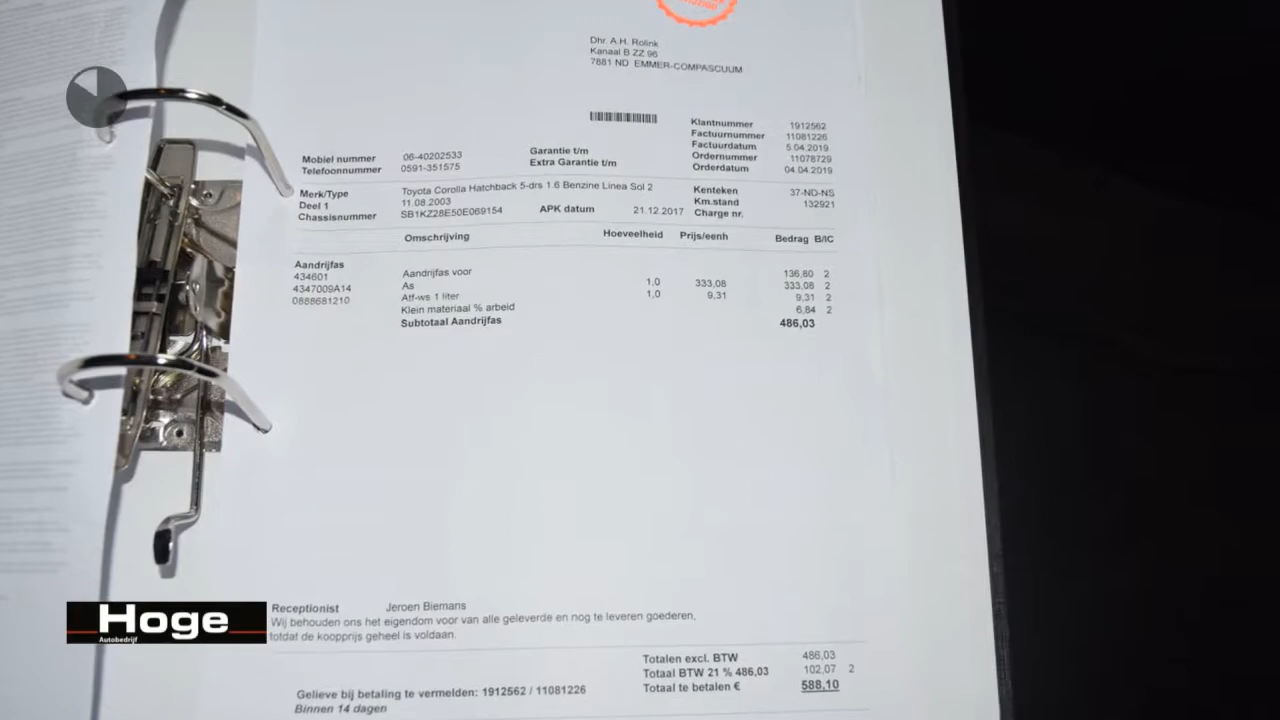 Dhr. A.H. Rolink
Kanaal B ZZ 96
7881 ND EMMER-COMPASCUUM
Klantnummer 1912562
Factuurnummer 11081226
Factuurdatum 5.04.2019
Ordernummer 11078729
Orderdatum 04.04.2019
Mobiel nummer 06-40202533 Garantie t/m
Telefoonnummer 0591-351575 Extra Garantie t/m
Merk/Type Toyota Corolla Hatchback 5-drs 1.6 Benzine Linea Sol 2 Kenteken 37-ND-NS
Deel 1 11.08.2003 Km.stand 132921
Chassisnummer SB1KZ28E50E069154 APK datum 21.12.2017 Charge nr.
Omschrijving Hoeveelheid Prijs/eenh Bedrag B/IC
Aandrijfas
434601 Aandrijfas voor 136,80 2
4347009A14 As 1,0 333,08 333,08 2
0888681210 Atf-ws 1 liter 1,0 9,31 9,31 2
Klein materiaal % arbeid 6,84 2
Subtotaal Aandrijfas 486,03
Receptionist Jeroen Biemans
Wij behouden ons het eigendom voor van alle geleverde en nog te leveren goederen,
totdat de koopprijs geheel is voldaan.
Hoge
Autobedrijf
Totalen excl. BTW 486,03
Totaal BTW 21 % 486,03 102,07 2
Totaal te betalen € 588,10
Gelieve bij betaling te vermelden: 1912562 / 11081226
Binnen 14 dagen